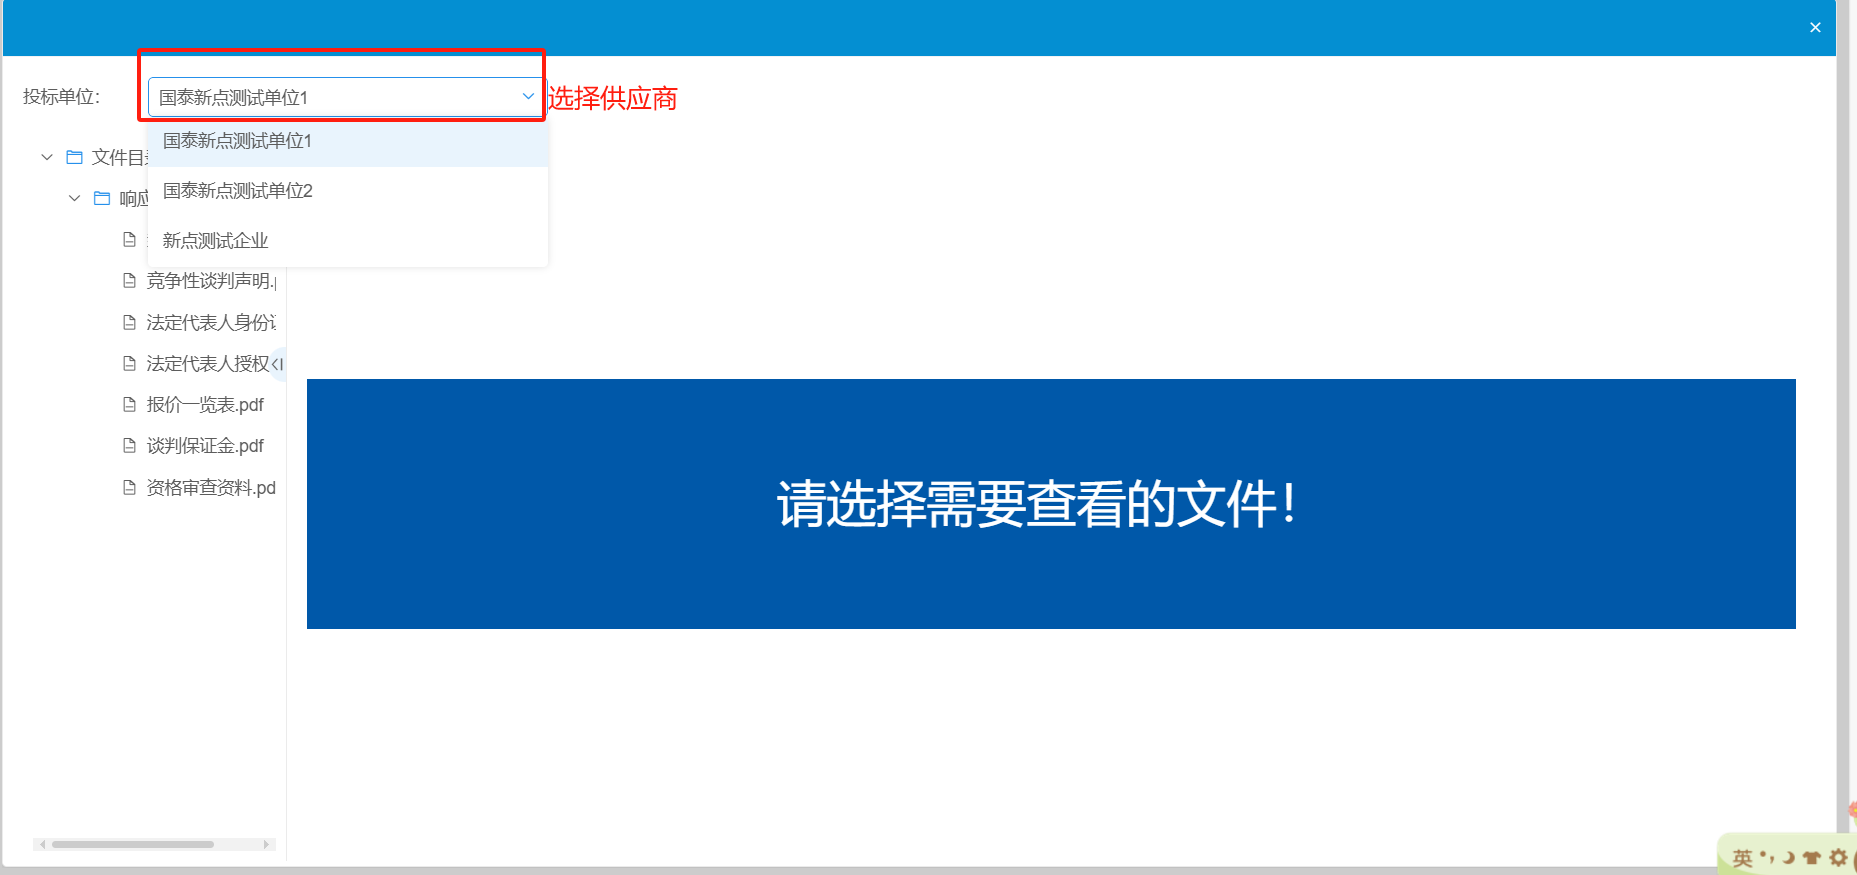 投标单位：
国泰新点测试单位1
选择供应商
国泰新点测试单位1
国泰新点测试单位2
新点测试企业
文件目
响应
竞争性谈判声明.
法定代表人身份
法定代表人授权
报价一览表.pdf
谈判保证金.pdf
资格审查资料.pd
请选择需要查看的文件！
英